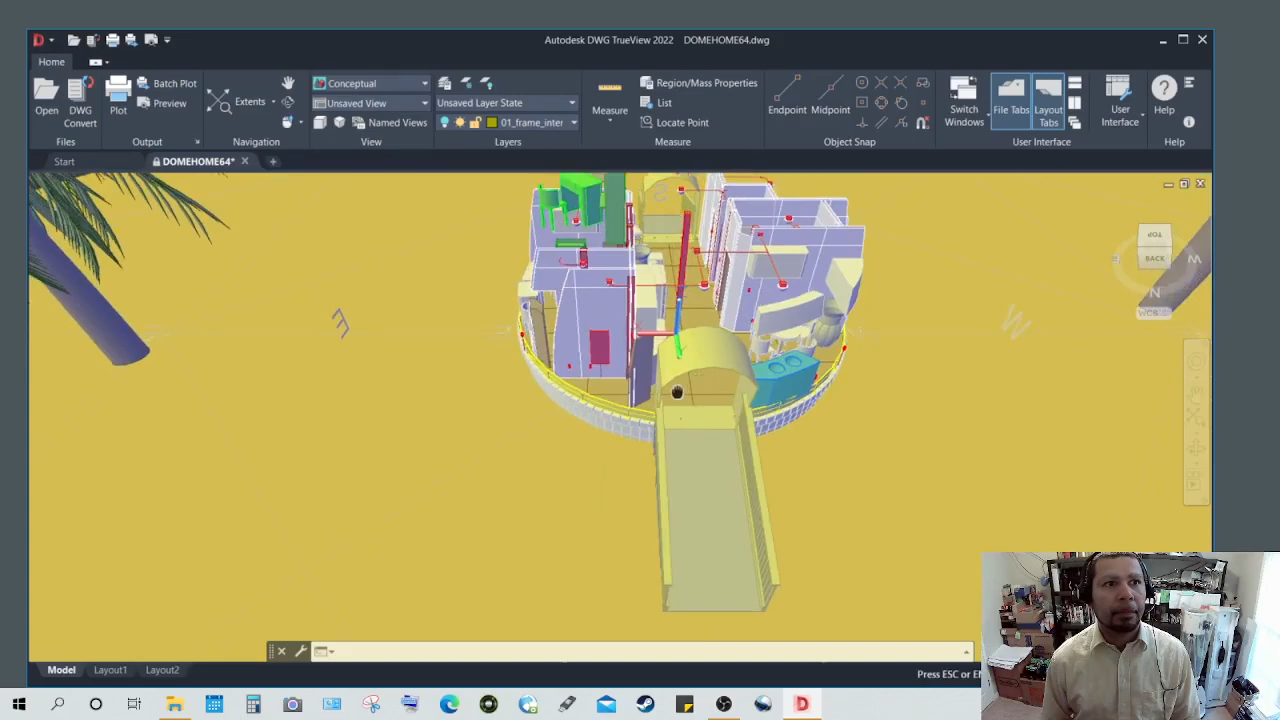 Autodesk DWG TrueView 2022 DOMEHOME64.dwg
Home
Open
DWG
Convert
Files
Plot
Batch Plot
Preview
Output
Extents
Navigation
Conceptual
Unsaved View
Named Views
View
Unsaved Layer State
01_frame_inter
Layers
Measure
Region/Mass Properties
List
Locate Point
Measure
Endpoint
Midpoint
Object Snap
Switch
Windows
File Tabs
Layout
Tabs
User
Interface
User Interface
Help
Help
Start
DOMEHOME64*
TOP
BACK
W
N
WCS
E
W
S
Model
Layout1
Layout2
Press ESC or EN